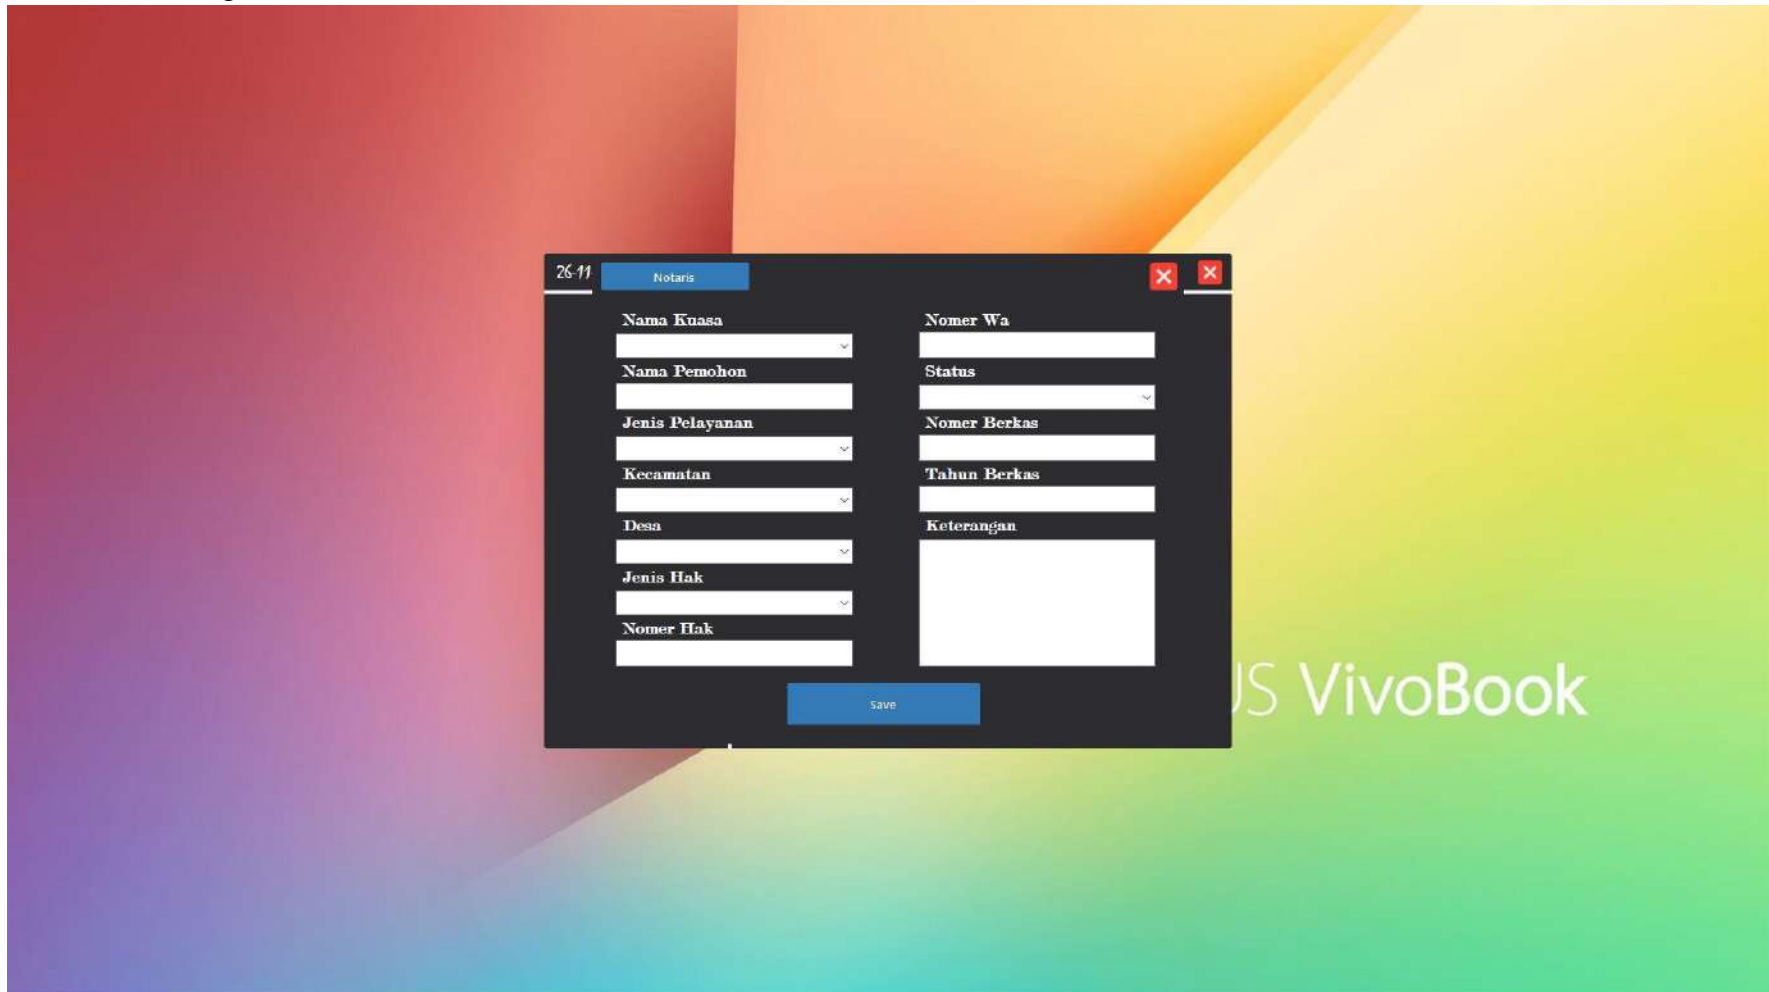 26-11
Notaris
Nama Kuasa
Nama Pemohon
Jenis Pelayanan
Kecamatan
Desa
Jenis Hak
Nomer Hak
Nomer Wa
Status
Nomer Berkas
Tahun Berkas
Keterangan
Save
US VivoBook